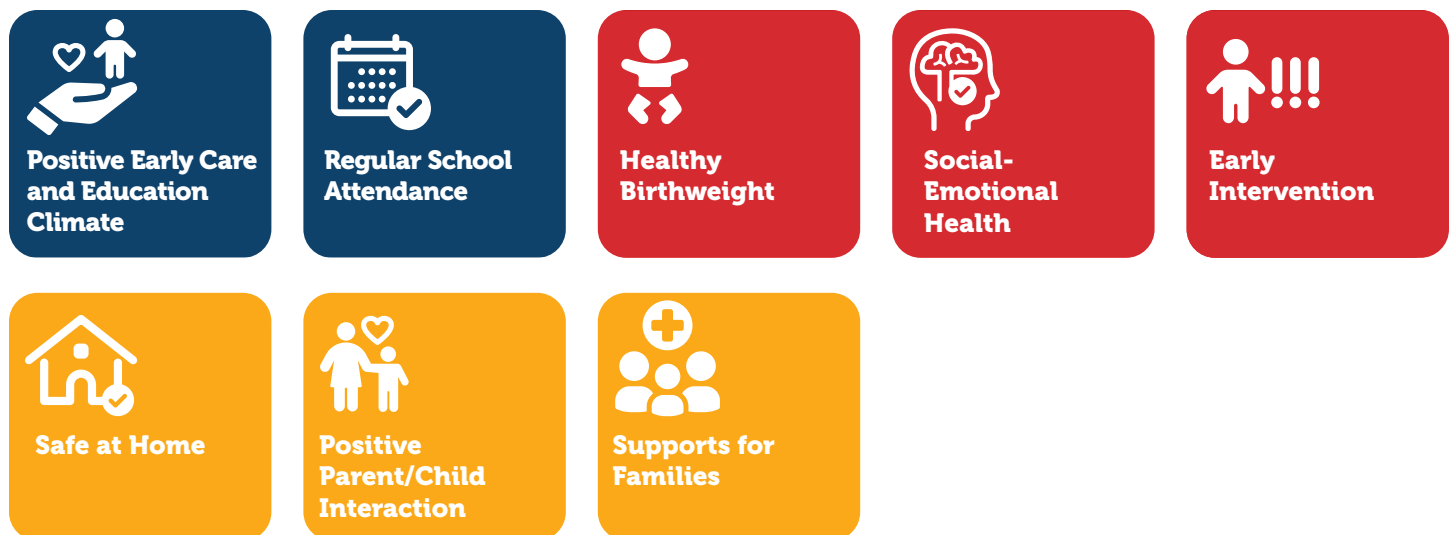 Positive Early Care
and Education
Climate
Regular School
Attendance
Healthy
Birthweight
Social-
Emotional
Health
Early
Intervention
Safe at Home
Positive
Parent/Child
Interaction
Supports for
Families